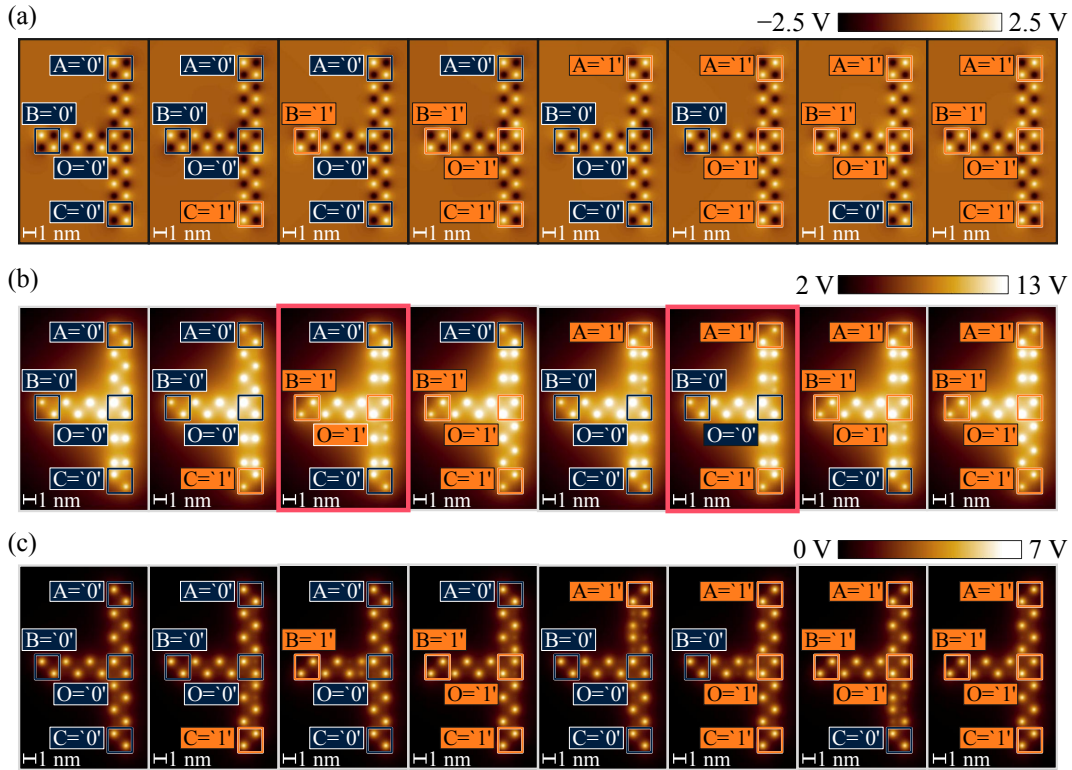 (a)
−2.5 V 2.5 V
A=`0' A=`0' A=`0' A=`0' A=`1' A=`1' A=`1' A=`1'
B=`0' B=`0' B=`1' B=`1' B=`0' B=`0' B=`1' B=`1'
O=`0' O=`0' O=`0' O=`1' O=`0' O=`1' O=`1' O=`1'
C=`0' C=`1' C=`0' C=`1' C=`0' C=`1' C=`0' C=`1'
1 nm 1 nm 1 nm 1 nm 1 nm 1 nm 1 nm 1 nm
(b)
2 V 13 V
A=`0' A=`0' A=`0' A=`0' A=`1' A=`1' A=`1' A=`1'
B=`0' B=`0' B=`1' B=`1' B=`0' B=`0' B=`1' B=`1'
O=`0' O=`0' O=`1' O=`1' O=`0' O=`0' O=`1' O=`1'
C=`0' C=`1' C=`0' C=`1' C=`0' C=`1' C=`0' C=`1'
1 nm 1 nm 1 nm 1 nm 1 nm 1 nm 1 nm 1 nm
(c)
0 V 7 V
A=`0' A=`0' A=`0' A=`0' A=`1' A=`1' A=`1' A=`1'
B=`0' B=`0' B=`1' B=`1' B=`0' B=`0' B=`1' B=`1'
O=`0' O=`0' O=`0' O=`1' O=`0' O=`1' O=`1' O=`1'
C=`0' C=`1' C=`0' C=`1' C=`0' C=`1' C=`0' C=`1'
1 nm 1 nm 1 nm 1 nm 1 nm 1 nm 1 nm 1 nm